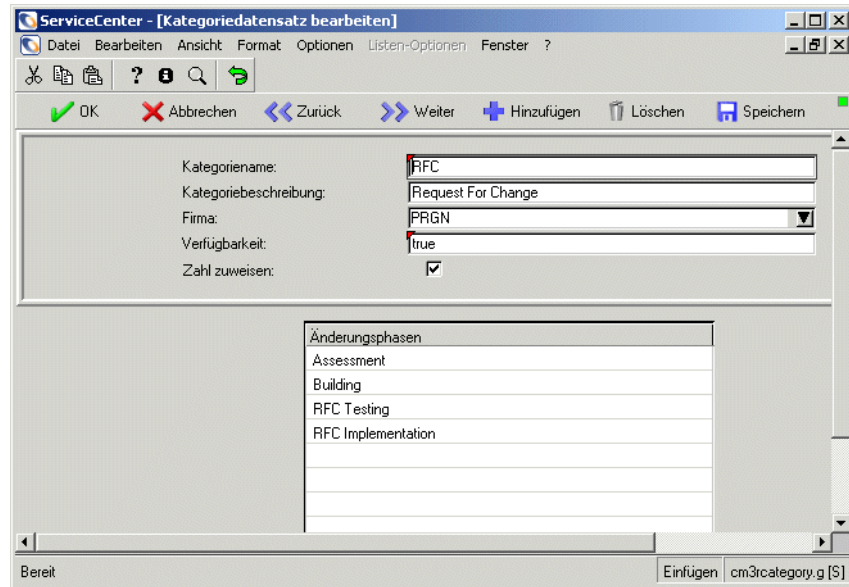 ServiceCenter - [Kategoriedatensatz bearbeiten]
Datei Bearbeiten Ansicht Format Optionen Listen-Optionen Fenster ?
OK Abbrechen Zurück Weiter Hinzufügen Löschen Speichern
Kategoriename: RFC
Kategoriebeschreibung: Request For Change
Firma: PRGN
Verfügbarkeit: true
Zahl zuweisen:
Änderungsphasen
Assessment
Building
RFC Testing
RFC Implementation
Bereit Einfügen cm3rcategory.g [S]